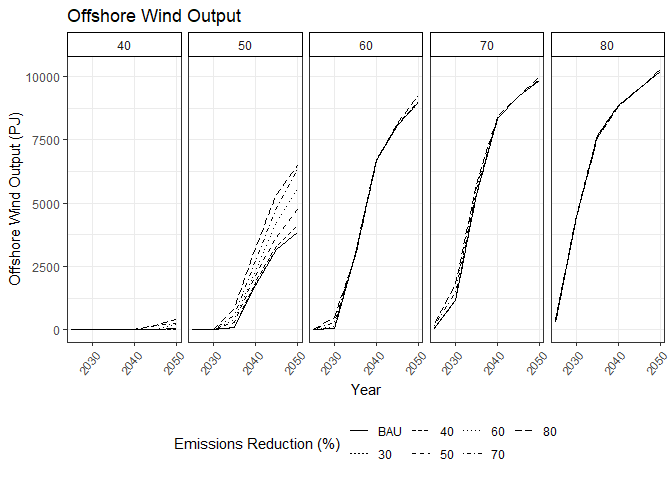 Offshore Wind Output
40 50 60 70 80
Offshore Wind Output (PJ)
10000
7500
5000
2500
0
2030 2040 2050 2030 2040 2050 2030 2040 2050 2030 2040 2050 2030 2040 2050
Year
Emissions Reduction (%)
BAU 40 60 80
30 50 70